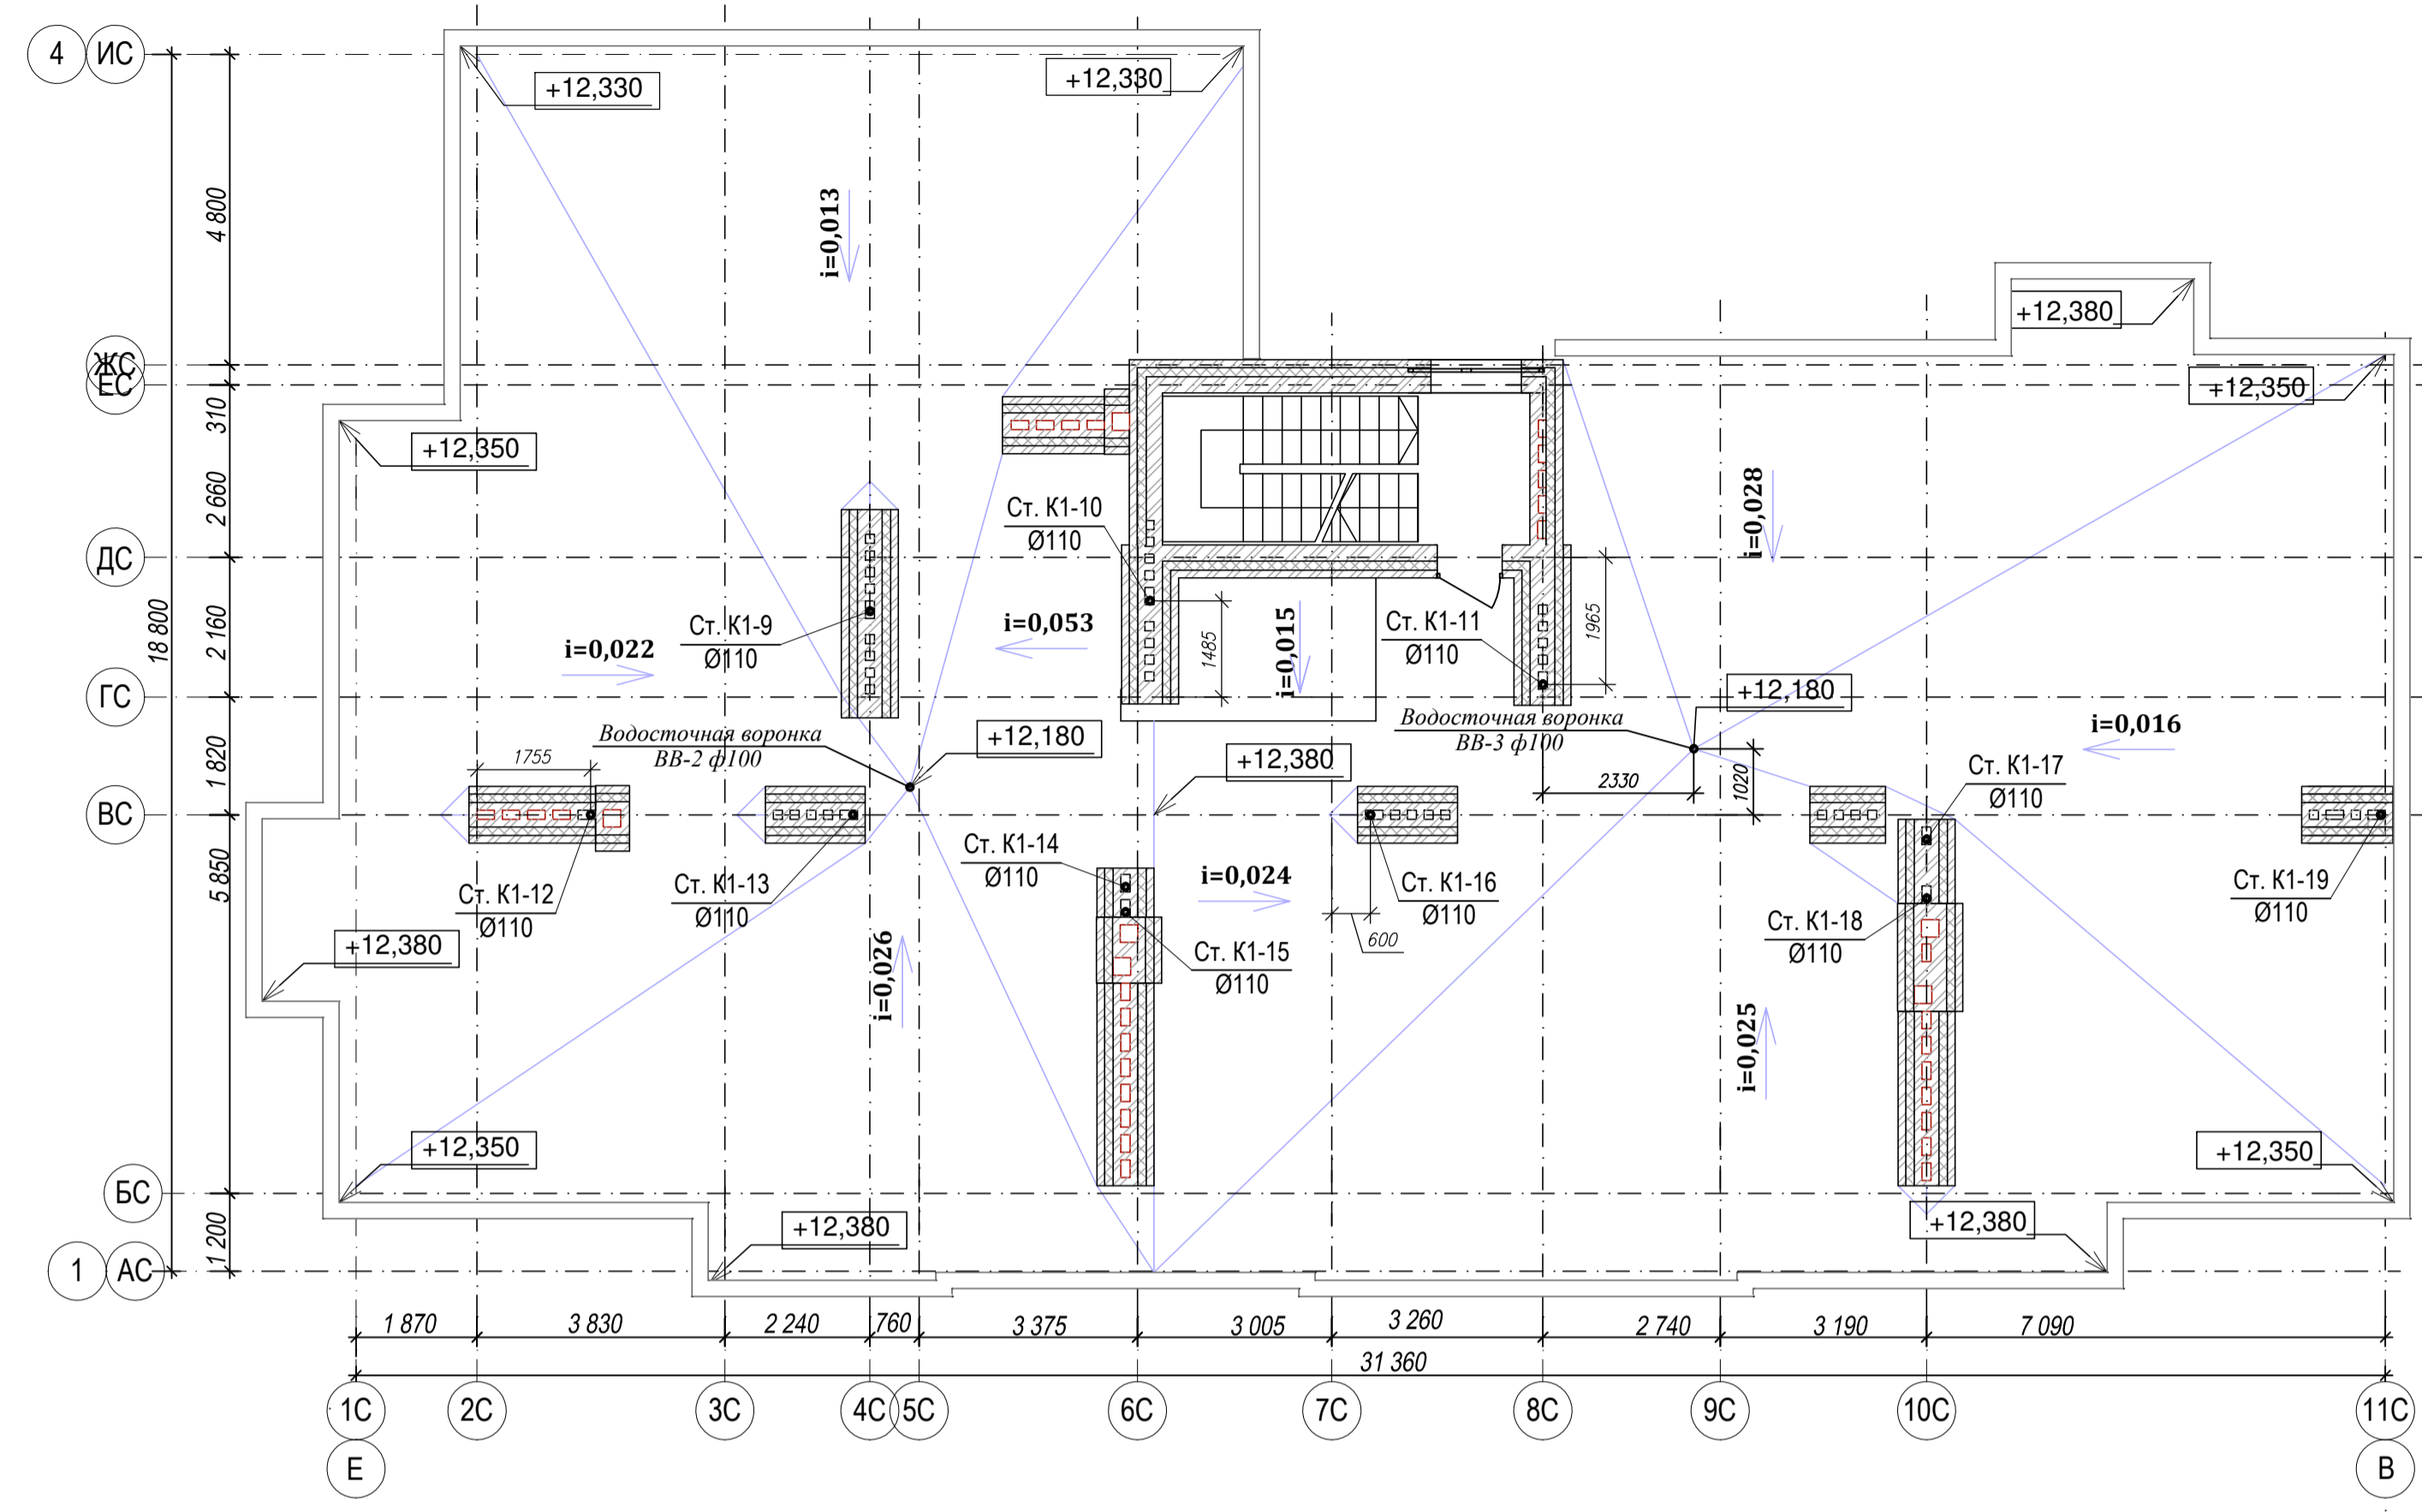 4 ИС
+12,330
+12,330
4 800
i=0,013
+12,380
ЖС
ЕС
+12,350
310
+12,350
2 660
i=0,028
Ст. К1-10
Ø110
ДС
18 800
2 160
i=0,022
Ст. К1-9
Ø110
i=0,053
1485
i=0,015
Ст. К1-11
Ø110
1965
ГС
+12,180
Водосточная воронка
ВВ-2 ф100
+12,180
Водосточная воронка
ВВ-3 ф100
i=0,016
1 820
1755
+12,380
2330
1020
Ст. К1-17
Ø110
ВС
5 850
Ст. К1-12
Ø110
Ст. К1-13
Ø110
Ст. К1-14
Ø110
i=0,024
Ст. К1-16
Ø110
Ст. К1-19
Ø110
+12,380
i=0,026
Ст. К1-15
Ø110
600
Ст. К1-18
Ø110
i=0,025
+12,350
+12,350
БС
1 200
+12,380
+12,380
1 АС
1 870
3 830
2 240
760
3 375
3 005
3 260
2 740
3 190
7 090
31 360
1С 2С 3С 4С 5С 6С 7С 8С 9С 10С 11С
Е В